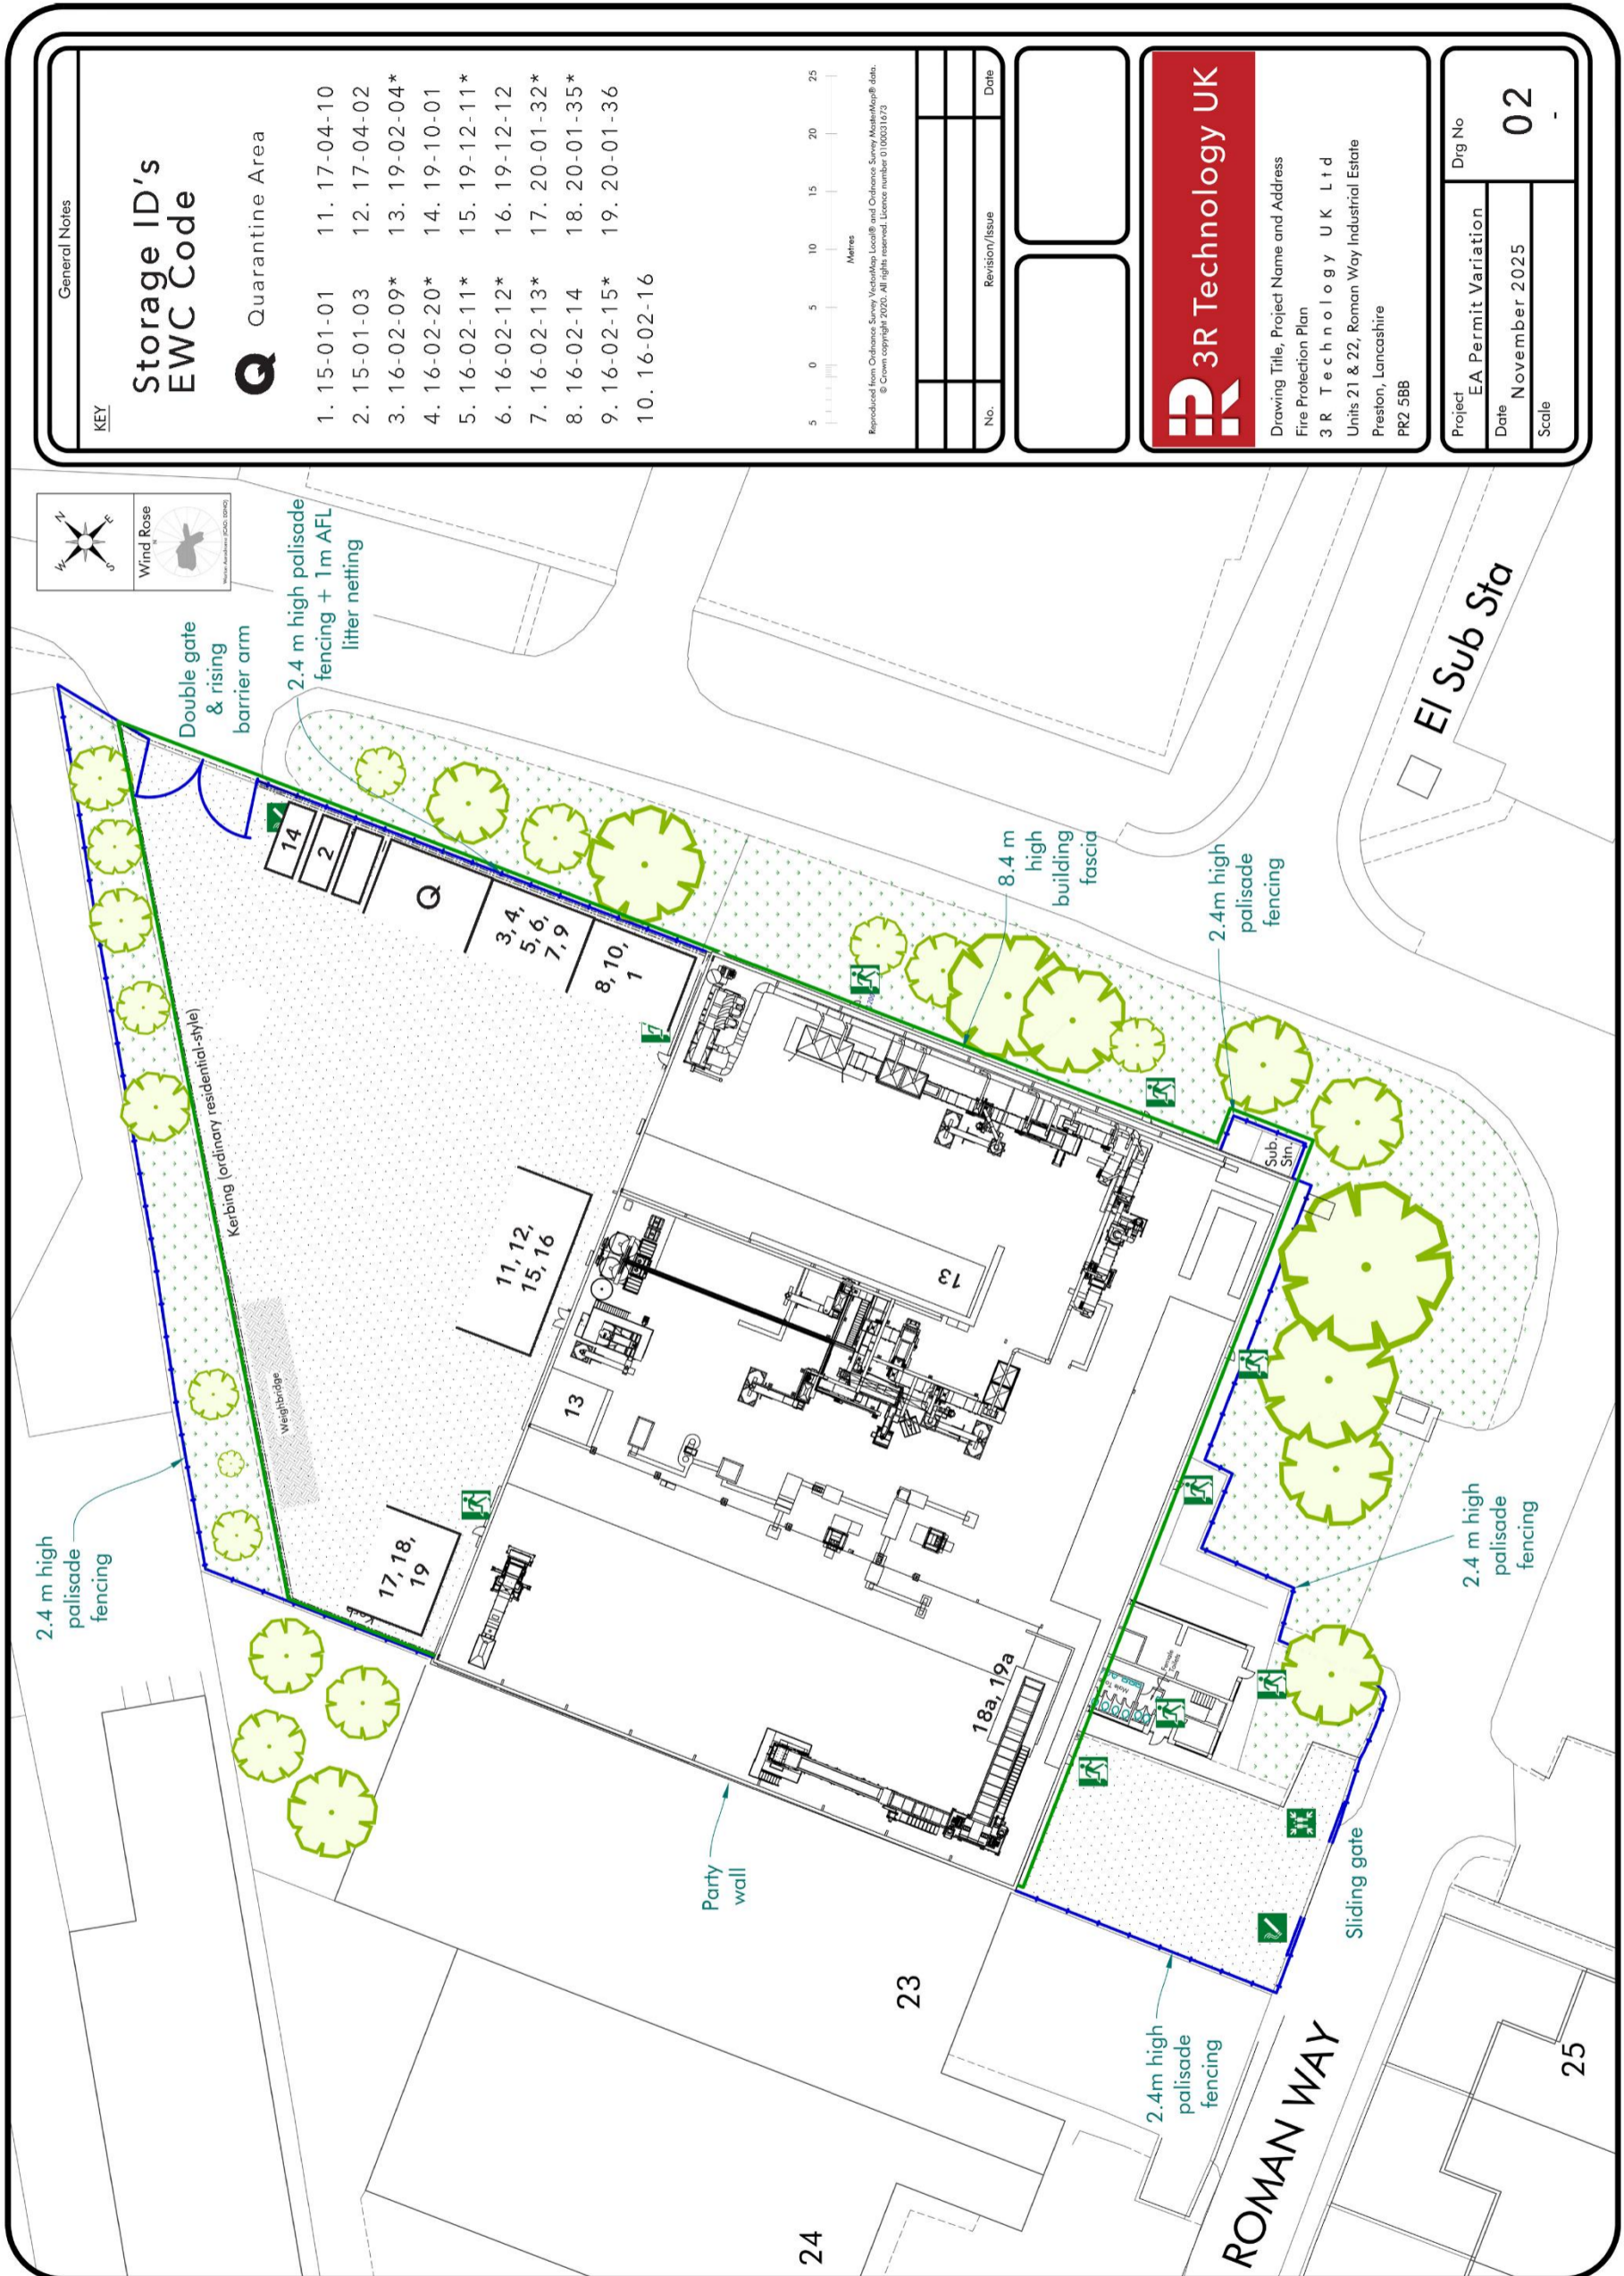 General Notes
KEY
Storage ID's
EWC Code
Q Quarantine Area
1. 15-01-01
2. 15-01-03
3. 16-02-09*
4. 16-02-20*
5. 16-02-11*
6. 16-02-12*
7. 16-02-13*
8. 16-02-14
9. 16-02-15*
10. 16-02-16
11. 17-04-10
12. 17-04-02
13. 19-02-04*
14. 19-10-01
15. 19-12-11*
16. 19-12-12
17. 20-01-32*
18. 20-01-35*
19. 20-01-36
5 0 5 10 15 20 25
Metres
Reproduced from Ordnance Survey VectorMap Local® and Ordnance Survey MasterMap® data.
© Crown copyright 2020. All rights reserved. Licence number 0100031673
No. Revision/Issue Date
3R Technology UK
Drawing Title, Project Name and Address
Fire Protection Plan
3R Technology UK Ltd
Units 21 & 22, Roman Way Industrial Estate
Preston, Lancashire
PR2 5BB
Project
EA Permit Variation
Date
November 2025
Scale
Drg No
02
-
N
E
S
W
Wind Rose
Double gate
& rising
barrier arm
2.4 m high palisade
fencing + 1m AFL
litter netting
14
2
Q
3, 4,
5, 6,
7, 9
8, 10,
1
Kerbing (ordinary residential-style)
Weighbridge
2.4 m high
palisade
fencing
11, 12,
15, 16
17, 18,
19
13
13
18a, 19a
8.4 m
high
building
fascia
2.4m high
palisade
fencing
Sub.
Stn.
El Sub Sta
Female
Toilets
Party
wall
2.4 m high
palisade
fencing
Sliding gate
2.4m high
palisade
fencing
23
24
25
ROMAN WAY